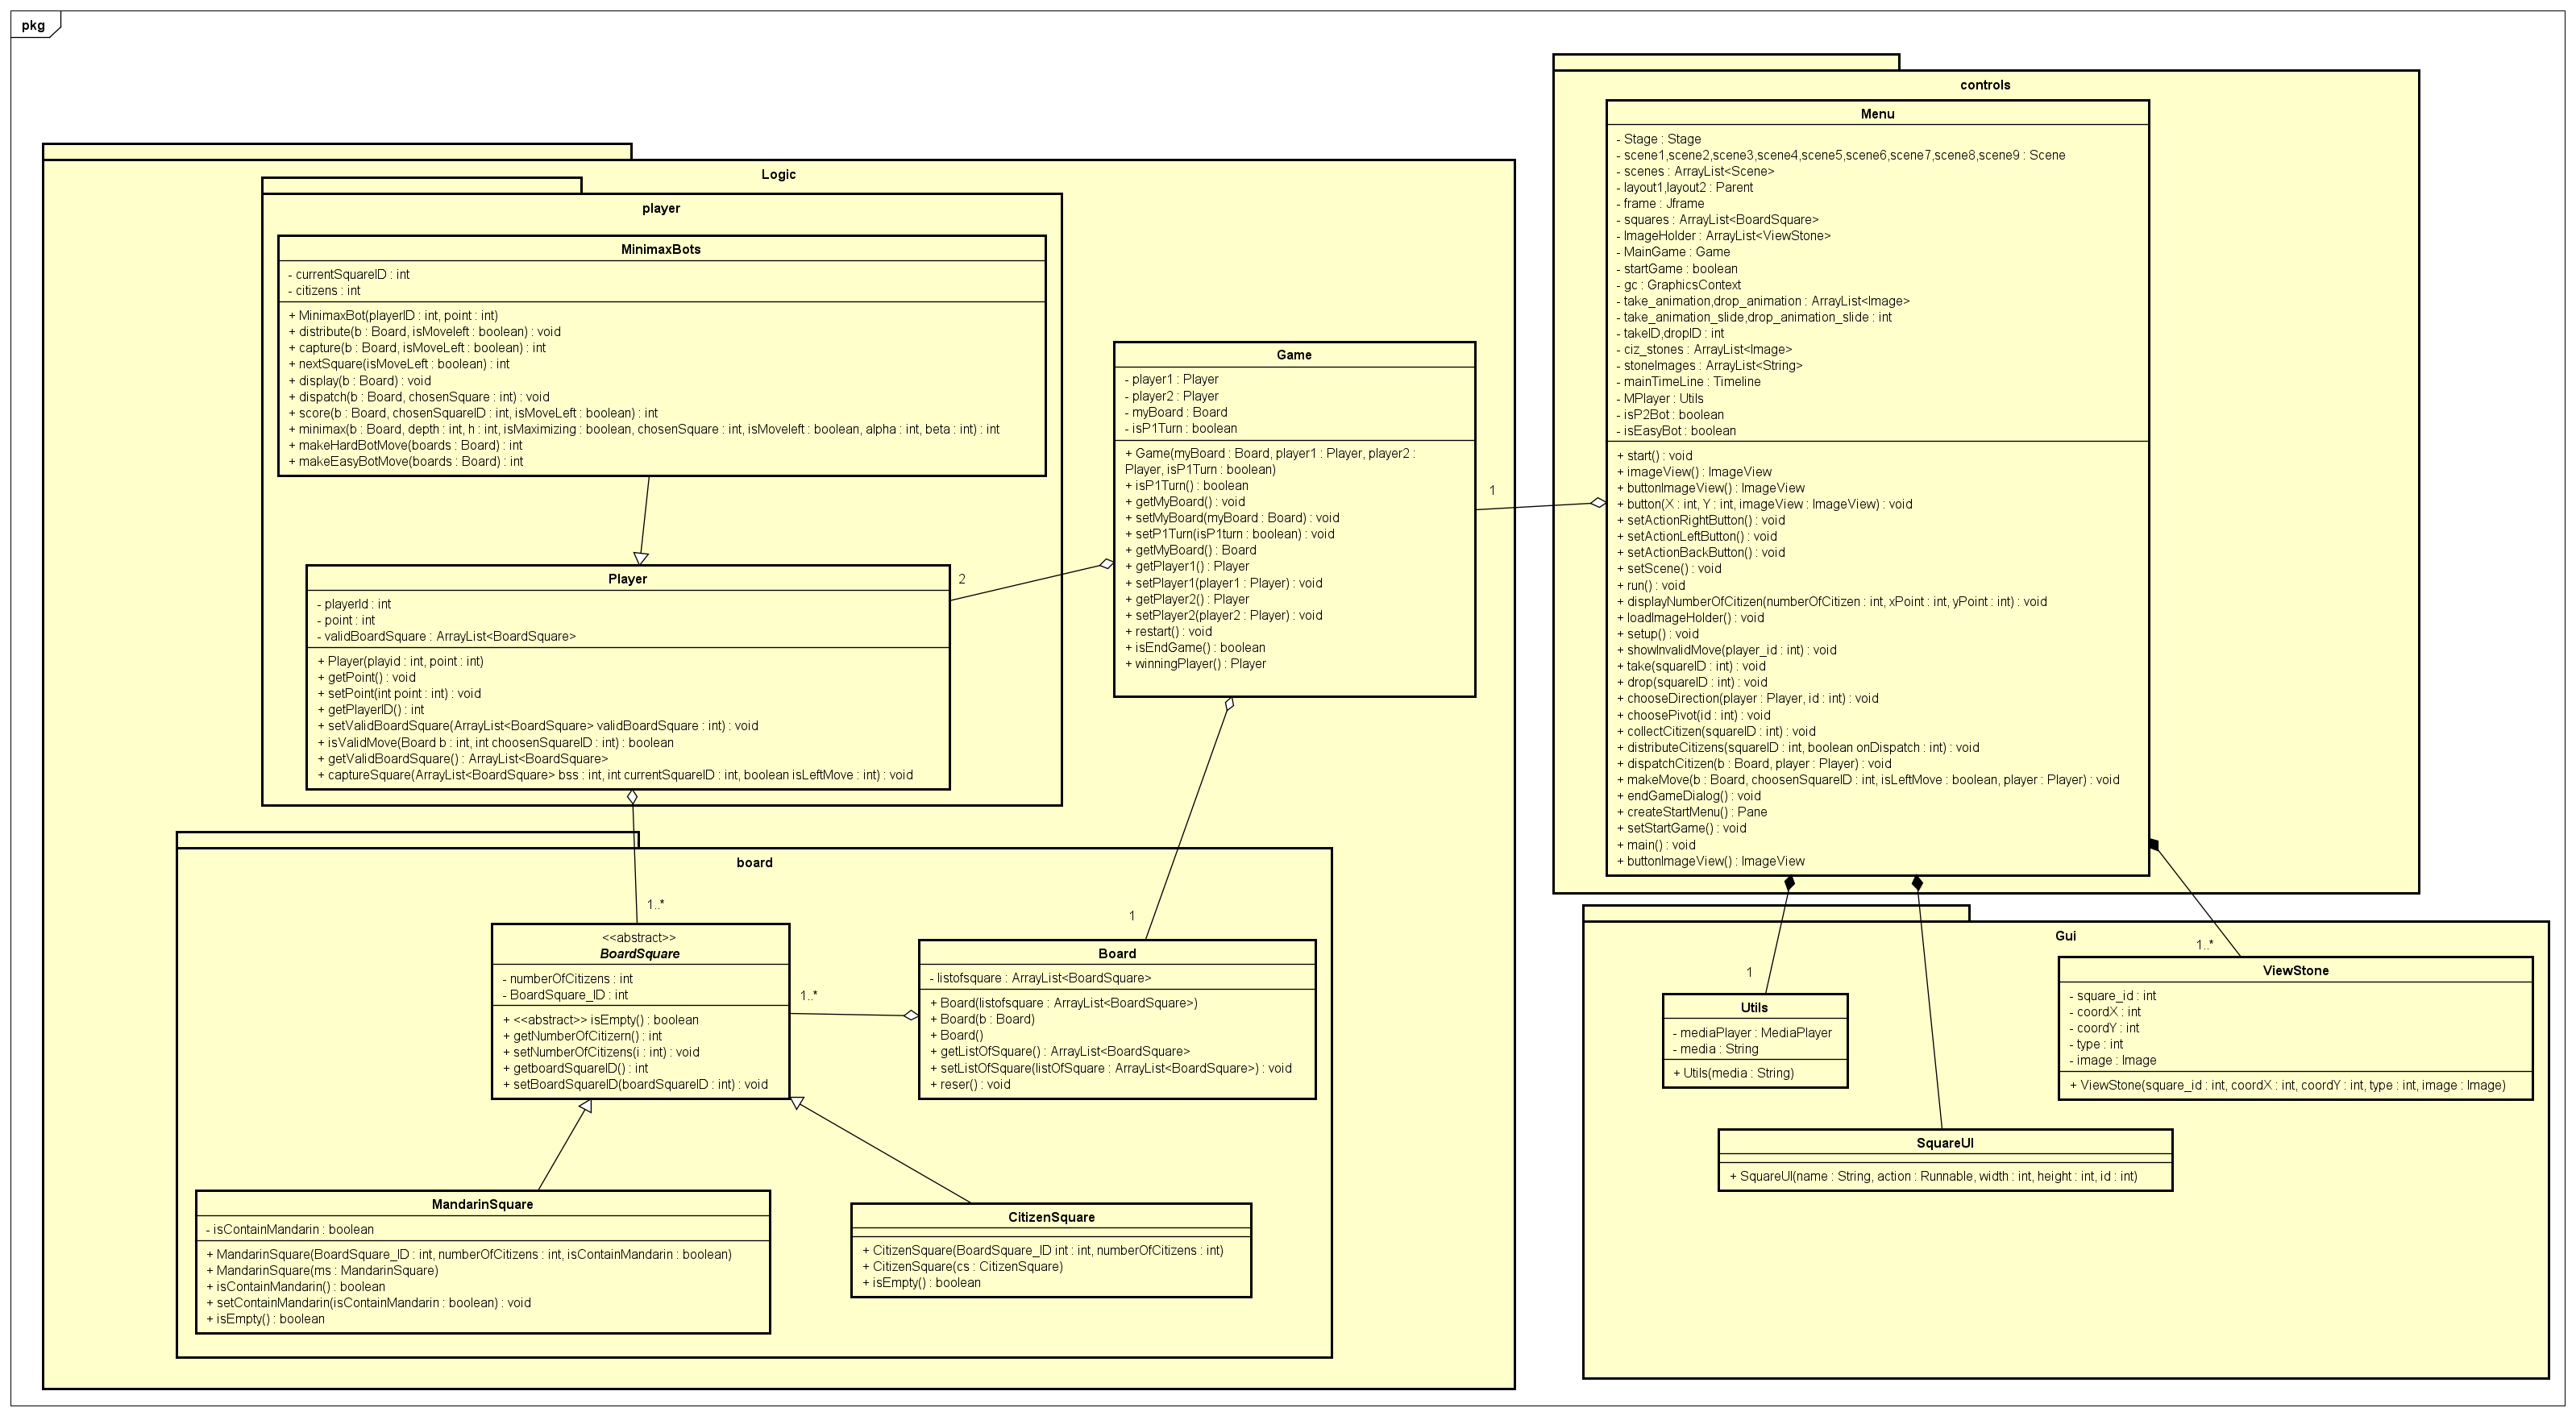 pkg
Logic
player
MinimaxBots
- currentSquareID : int
- citizens : int
+ MinimaxBot(playerID : int, point : int)
+ distribute(b : Board, isMoveleft : boolean) : void
+ capture(b : Board, isMoveLeft : boolean) : int
+ nextSquare(isMoveLeft : boolean) : int
+ display(b : Board) : void
+ dispatch(b : Board, chosenSquare : int) : void
+ score(b : Board, chosenSquareID : int, isMoveLeft : boolean) : int
+ minimax(b : Board, depth : int, h : int, isMaximizing : boolean, chosenSquare : int, isMoveleft : boolean, alpha : int, beta : int) : int
+ makeHardBotMove(boards : Board) : int
+ makeEasyBotMove(boards : Board) : int
Player
- playerId : int
- point : int
- validBoardSquare : ArrayList<BoardSquare>
+ Player(playid : int, point : int)
+ getPoint() : void
+ setPoint(int point : int) : void
+ getPlayerID() : int
+ setValidBoardSquare(ArrayList<BoardSquare> validBoardSquare : int) : void
+ isValidMove(Board b : int, int choosenSquareID : int) : boolean
+ getValidBoardSquare() : ArrayList<BoardSquare>
+ captureSquare(ArrayList<BoardSquare> bss : int, int currentSquareID : int, boolean isLeftMove : int) : void
2
Game
- player1 : Player
- player2 : Player
- myBoard : Board
- isP1Turn : boolean
+ Game(myBoard : Board, player1 : Player, player2 :
Player, isP1Turn : boolean)
+ isP1Turn() : boolean
+ getMyBoard() : void
+ setMyBoard(myBoard : Board) : void
+ setP1Turn(isP1turn : boolean) : void
+ getMyBoard() : Board
+ getPlayer1() : Player
+ setPlayer1(player1 : Player) : void
+ getPlayer2() : Player
+ setPlayer2(player2 : Player) : void
+ restart() : void
+ isEndGame() : boolean
+ winningPlayer() : Player
1
board
1..*
<<abstract>>
BoardSquare
- numberOfCitizens : int
- BoardSquare_ID : int
+ <<abstract>> isEmpty() : boolean
+ getNumberOfCitizern() : int
+ setNumberOfCitizens(i : int) : void
+ getboardSquareID() : int
+ setBoardSquareID(boardSquareID : int) : void
1..*
1
Board
- listofsquare : ArrayList<BoardSquare>
+ Board(listofsquare : ArrayList<BoardSquare>)
+ Board(b : Board)
+ Board()
+ getListOfSquare() : ArrayList<BoardSquare>
+ setListOfSquare(listOfSquare : ArrayList<BoardSquare>) : void
+ reser() : void
MandarinSquare
- isContainMandarin : boolean
+ MandarinSquare(BoardSquare_ID : int, numberOfCitizens : int, isContainMandarin : boolean)
+ MandarinSquare(ms : MandarinSquare)
+ isContainMandarin() : boolean
+ setContainMandarin(isContainMandarin : boolean) : void
+ isEmpty() : boolean
CitizenSquare
+ CitizenSquare(BoardSquare_ID int : int, numberOfCitizens : int)
+ CitizenSquare(cs : CitizenSquare)
+ isEmpty() : boolean
controls
Menu
- Stage : Stage
- scene1,scene2,scene3,scene4,scene5,scene6,scene7,scene8,scene9 : Scene
- scenes : ArrayList<Scene>
- layout1,layout2 : Parent
- frame : Jframe
- squares : ArrayList<BoardSquare>
- ImageHolder : ArrayList<ViewStone>
- MainGame : Game
- startGame : boolean
- gc : GraphicsContext
- take_animation,drop_animation : ArrayList<Image>
- take_animation_slide,drop_animation_slide : int
- takeID,dropID : int
- ciz_stones : ArrayList<Image>
- stoneImages : ArrayList<String>
- mainTimeLine : Timeline
- MPlayer : Utils
- isP2Bot : boolean
- isEasyBot : boolean
+ start() : void
+ imageView() : ImageView
+ buttonImageView() : ImageView
+ button(X : int, Y : int, imageView : ImageView) : void
+ setActionRightButton() : void
+ setActionLeftButton() : void
+ setActionBackButton() : void
+ setScene() : void
+ run() : void
+ displayNumberOfCitizen(numberOfCitizen : int, xPoint : int, yPoint : int) : void
+ loadImageHolder() : void
+ setup() : void
+ showInvalidMove(player_id : int) : void
+ take(squareID : int) : void
+ drop(squareID : int) : void
+ chooseDirection(player : Player, id : int) : void
+ choosePivot(id : int) : void
+ collectCitizen(squareID : int) : void
+ distributeCitizens(squareID : int, boolean onDispatch : int) : void
+ dispatchCitizen(b : Board, player : Player) : void
+ makeMove(b : Board, choosenSquareID : int, isLeftMove : boolean, player : Player) : void
+ endGameDialog() : void
+ createStartMenu() : Pane
+ setStartGame() : void
+ main() : void
+ buttonImageView() : ImageView
Gui
1
Utils
- mediaPlayer : MediaPlayer
- media : String
+ Utils(media : String)
1..*
ViewStone
- square_id : int
- coordX : int
- coordY : int
- type : int
- image : Image
+ ViewStone(square_id : int, coordX : int, coordY : int, type : int, image : Image)
SquareUI
+ SquareUI(name : String, action : Runnable, width : int, height : int, id : int)